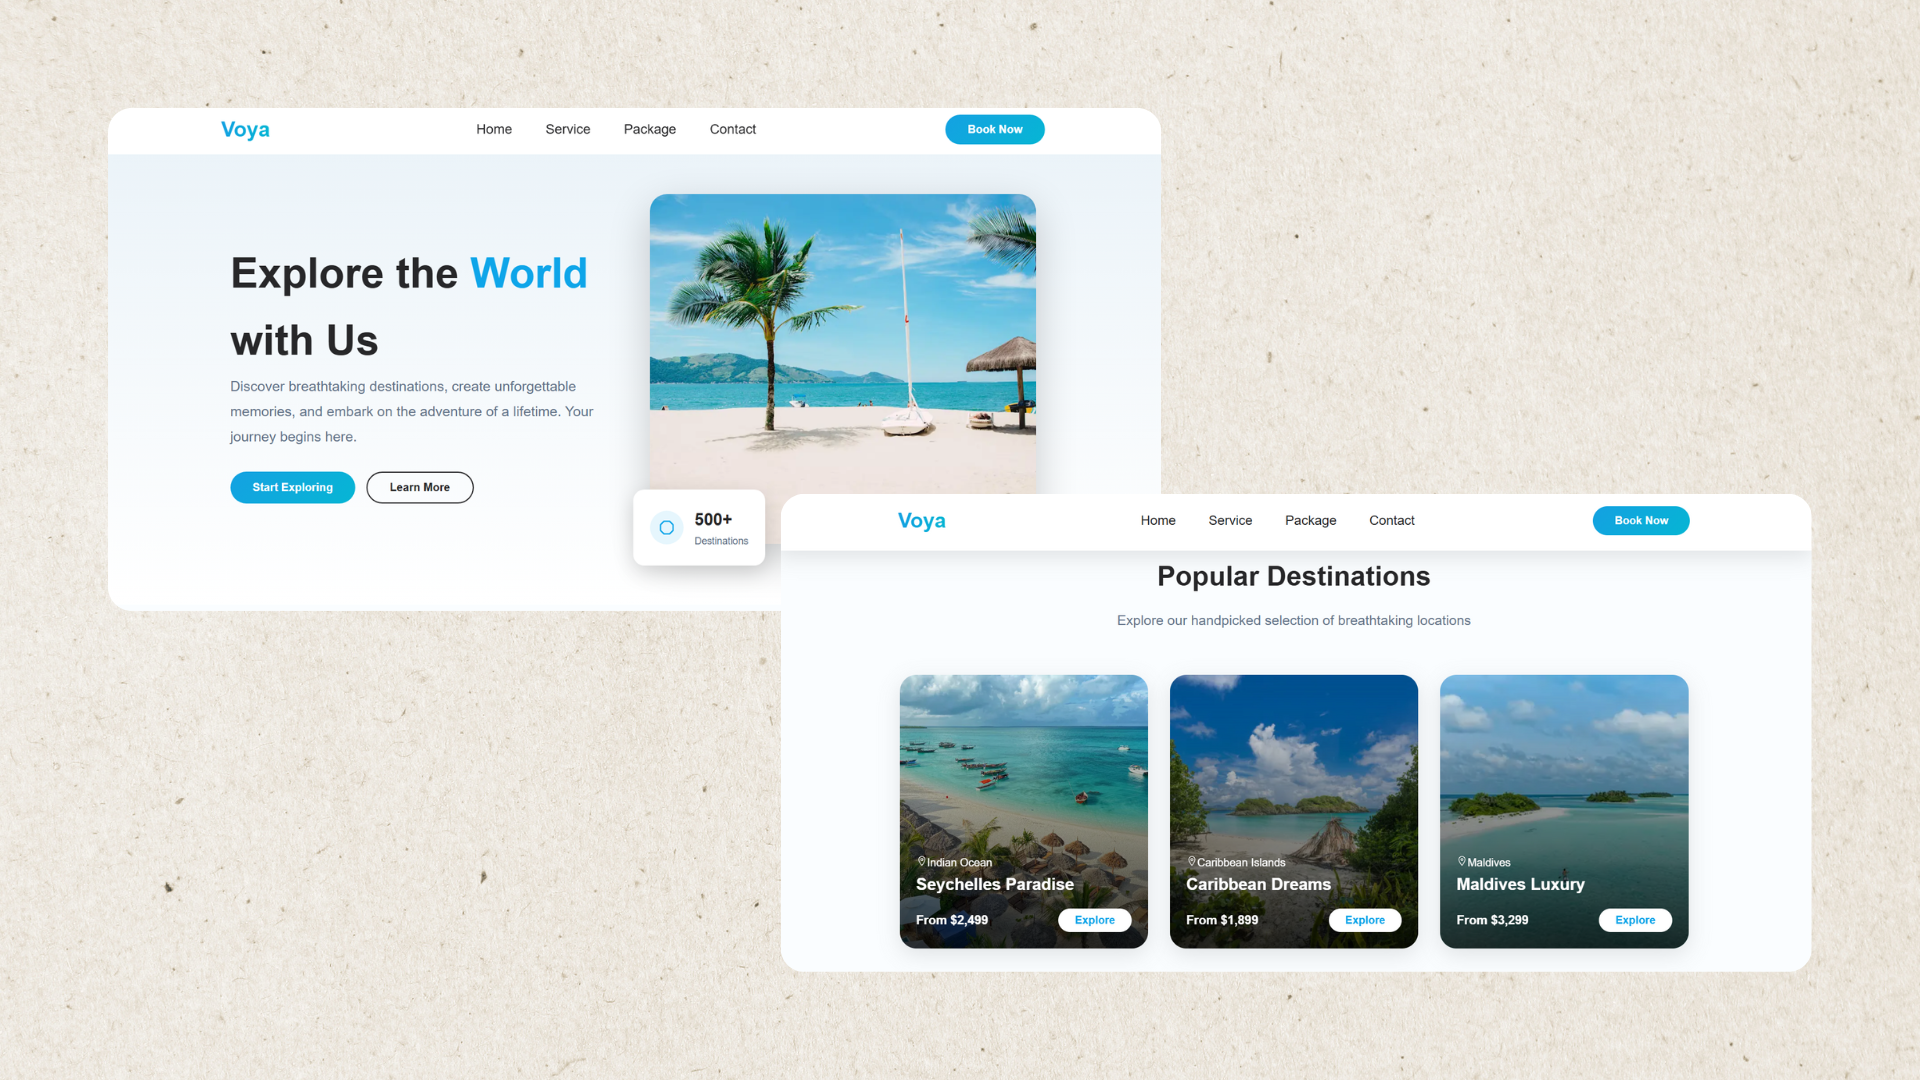 Voya
Home Service Package Contact
Book Now
Explore the World
with Us
Discover breathtaking destinations, create unforgettable
memories, and embark on the adventure of a lifetime. Your
journey begins here.
Start Exploring
Learn More
500+
Destinations
Voya
Home Service Package Contact
Book Now
Popular Destinations
Explore our handpicked selection of breathtaking locations
Indian Ocean
Seychelles Paradise
From $2,499
Explore
Caribbean Islands
Caribbean Dreams
From $1,899
Explore
Maldives
Maldives Luxury
From $3,299
Explore